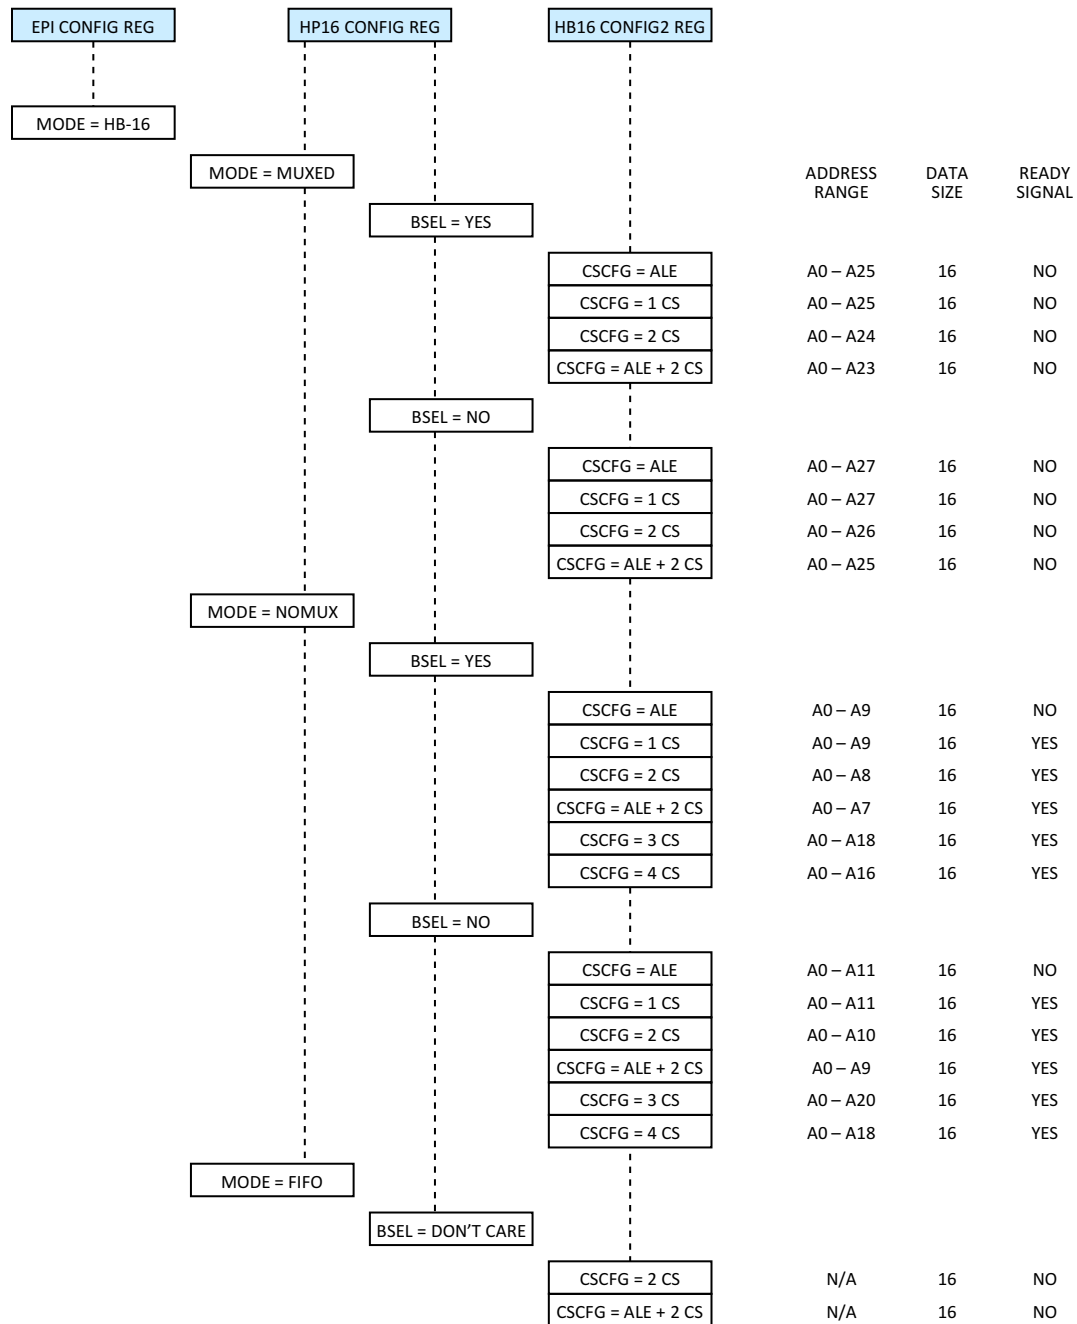 EPI CONFIG REG HP16 CONFIG REG HB16 CONFIG2 REG
MODE = HB-16
MODE = MUXED ADDRESS RANGE DATA SIZE READY SIGNAL
BSEL = YES
CSCFG = ALE A0 – A25 16 NO
CSCFG = 1 CS A0 – A25 16 NO
CSCFG = 2 CS A0 – A24 16 NO
CSCFG = ALE + 2 CS A0 – A23 16 NO
BSEL = NO
CSCFG = ALE A0 – A27 16 NO
CSCFG = 1 CS A0 – A27 16 NO
CSCFG = 2 CS A0 – A26 16 NO
CSCFG = ALE + 2 CS A0 – A25 16 NO
MODE = NOMUX
BSEL = YES
CSCFG = ALE A0 – A9 16 NO
CSCFG = 1 CS A0 – A9 16 YES
CSCFG = 2 CS A0 – A8 16 YES
CSCFG = ALE + 2 CS A0 – A7 16 YES
CSCFG = 3 CS A0 – A18 16 YES
CSCFG = 4 CS A0 – A16 16 YES
BSEL = NO
CSCFG = ALE A0 – A11 16 NO
CSCFG = 1 CS A0 – A11 16 YES
CSCFG = 2 CS A0 – A10 16 YES
CSCFG = ALE + 2 CS A0 – A9 16 YES
CSCFG = 3 CS A0 – A20 16 YES
CSCFG = 4 CS A0 – A18 16 YES
MODE = FIFO
BSEL = DON’T CARE
CSCFG = 2 CS N/A 16 NO
CSCFG = ALE + 2 CS N/A 16 NO